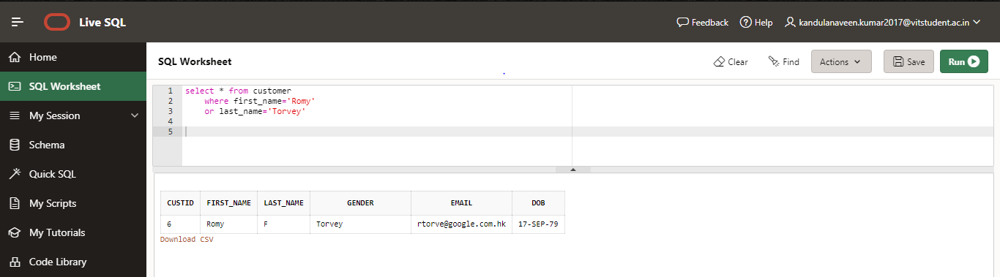 Live SQL
Feedback
Help
kandulanaveen.kumar2017@vitstudent.ac.in
Home
SQL Worksheet
My Session
Schema
Quick SQL
My Scripts
My Tutorials
Code Library
SQL Worksheet
Clear
Find
Actions
Save
Run
1 select * from customer
2 where first_name='Romy'
3 or last_name='Torvey'
4
5
CUSTID FIRST_NAME LAST_NAME GENDER EMAIL DOB
6 Romy F Torvey rtorve@google.com.hk 17-SEP-79
Download CSV